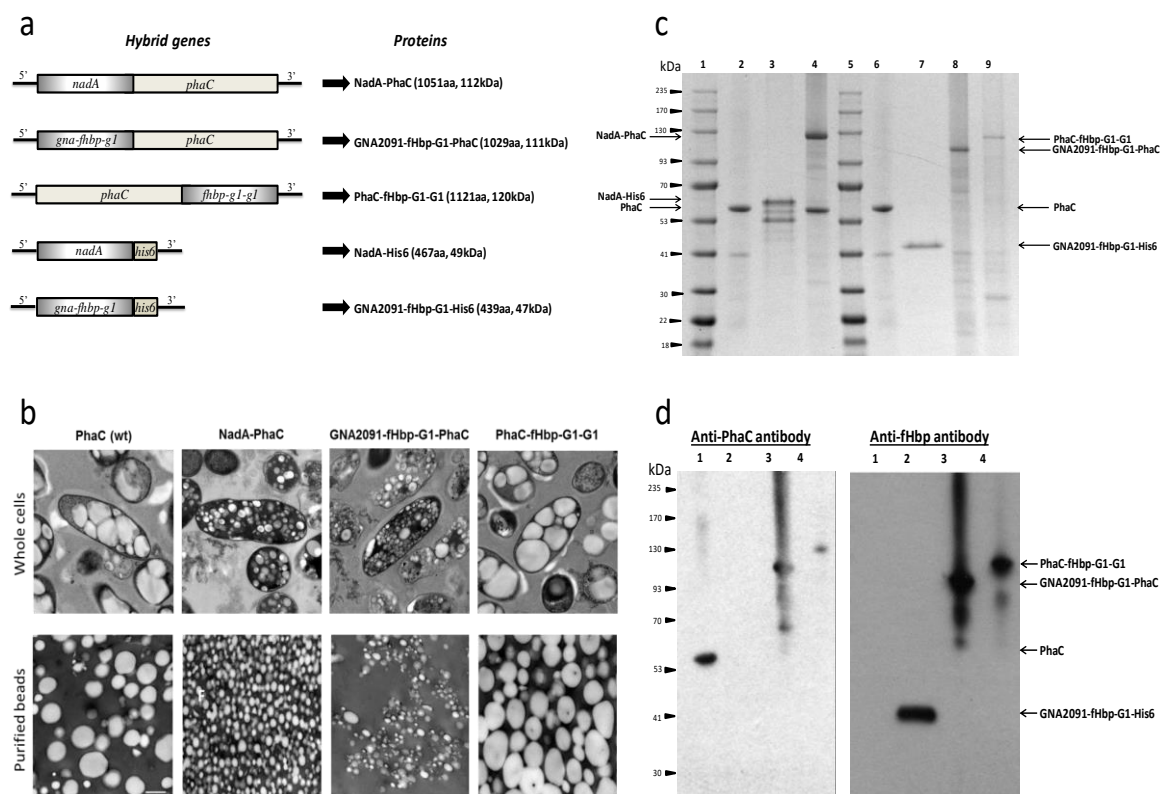 a
Hybrid genes
Proteins
5’ nadA phaC 3’
NadA-PhaC (1051aa, 112kDa)
5’ gna-fhbp-g1 phaC 3’
GNA2091-fHbp-G1-PhaC (1029aa, 111kDa)
5’ phaC fhbp-g1-g1 3’
PhaC-fHbp-G1-G1 (1121aa, 120kDa)
5’ nadA his6 3’
NadA-His6 (467aa, 49kDa)
5’ gna-fhbp-g1 his6 3’
GNA2091-fHbp-G1-His6 (439aa, 47kDa)
b
PhaC (wt) NadA-PhaC GNA2091-fHbp-G1-PhaC PhaC-fHbp-G1-G1
Whole cells
Purified beads
F
c
kDa 1 2 3 4 5 6 7 8 9
235
170
130
93
70
53
41
30
22
18
NadA-PhaC
NadA-His6
PhaC
PhaC-fHbp-G1-G1
GNA2091-fHbp-G1-PhaC
PhaC
GNA2091-fHbp-G1-His6
d
Anti-PhaC antibody
1 2 3 4
Anti-fHbp antibody
1 2 3 4
kDa
235
170
130
93
70
53
41
30
PhaC-fHbp-G1-G1
GNA2091-fHbp-G1-PhaC
PhaC
GNA2091-fHbp-G1-His6